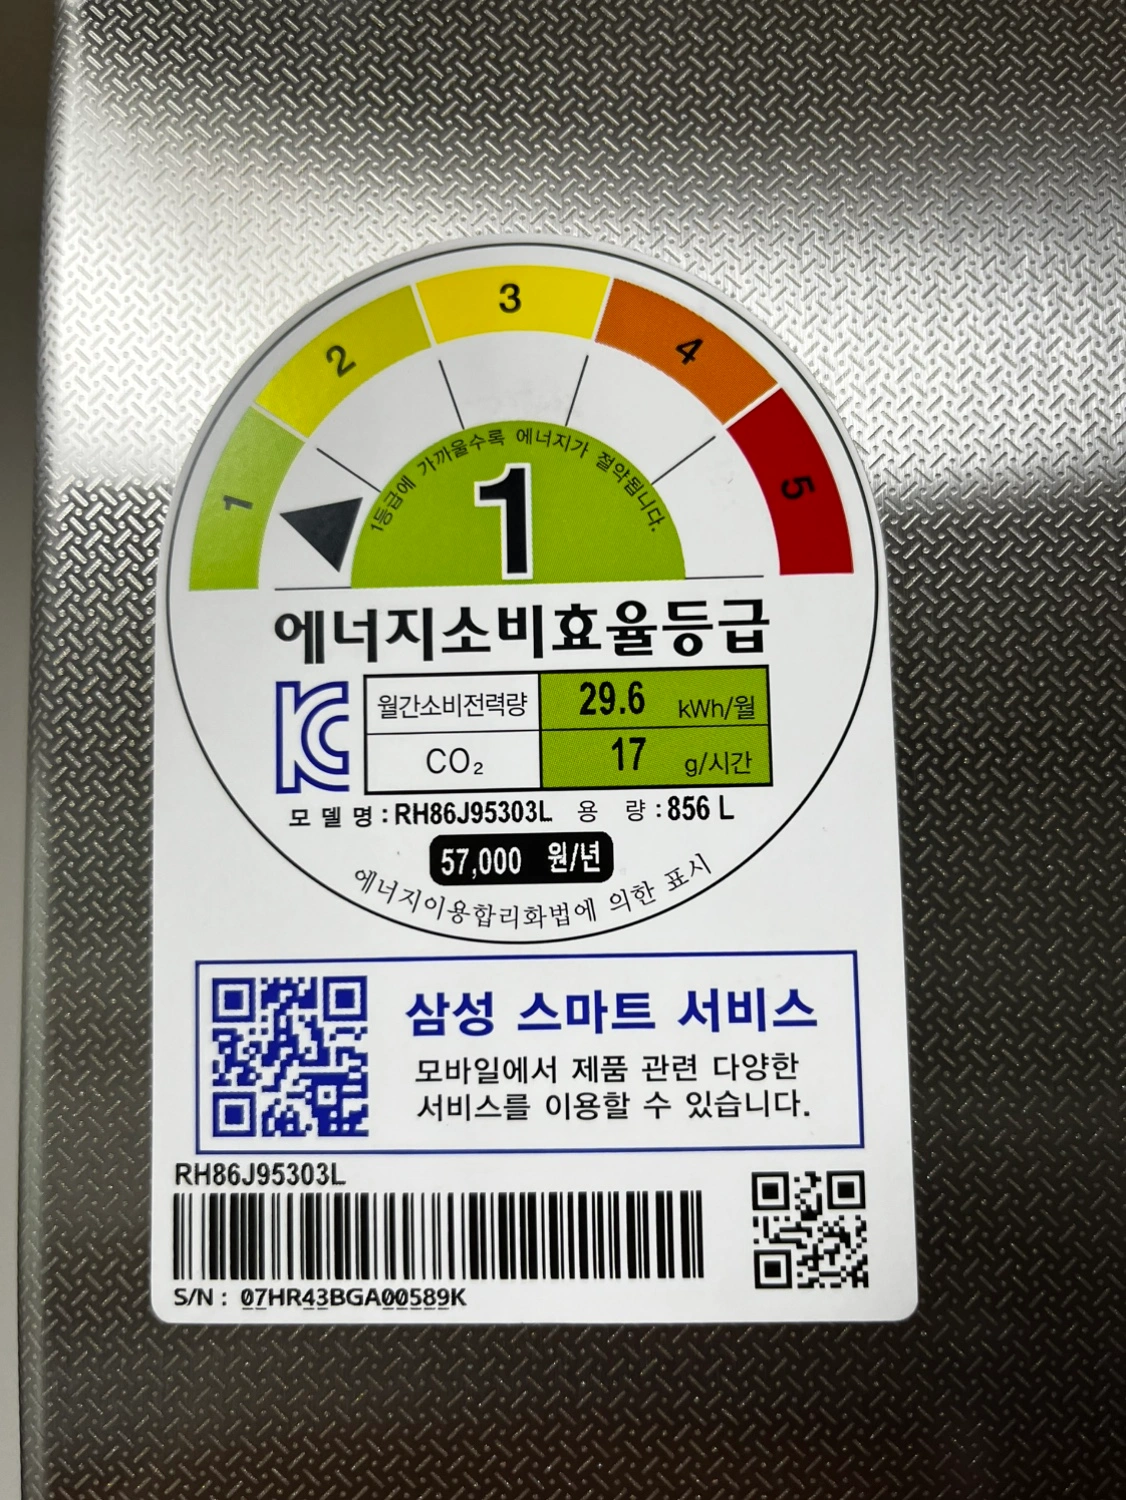 1
2
3
4
5
1등급에 가까울수록 에너지가 절약됩니다.
1
에너지소비효율등급
월간소비전력량 29.6 kWh/월
CO₂ 17 g/시간
모 델 명 : RH86J95303L 용 량 : 856 L
57,000 원/년
에너지이용합리화법에 의한 표시
삼성 스마트 서비스
모바일에서 제품 관련 다양한
서비스를 이용할 수 있습니다.
RH86J95303L
S/N : 07HR43BGA00589K